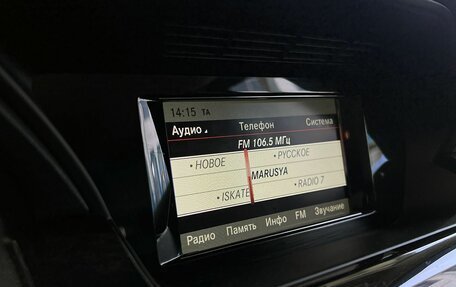 14:15 TA
Аудио Телефон Система
FM 106.5 МГц
• НОВОЕ • РУССКОЕ
MARUSYA
• ISKATE • RADIO 7
Радио Память Инфо FM Звучание